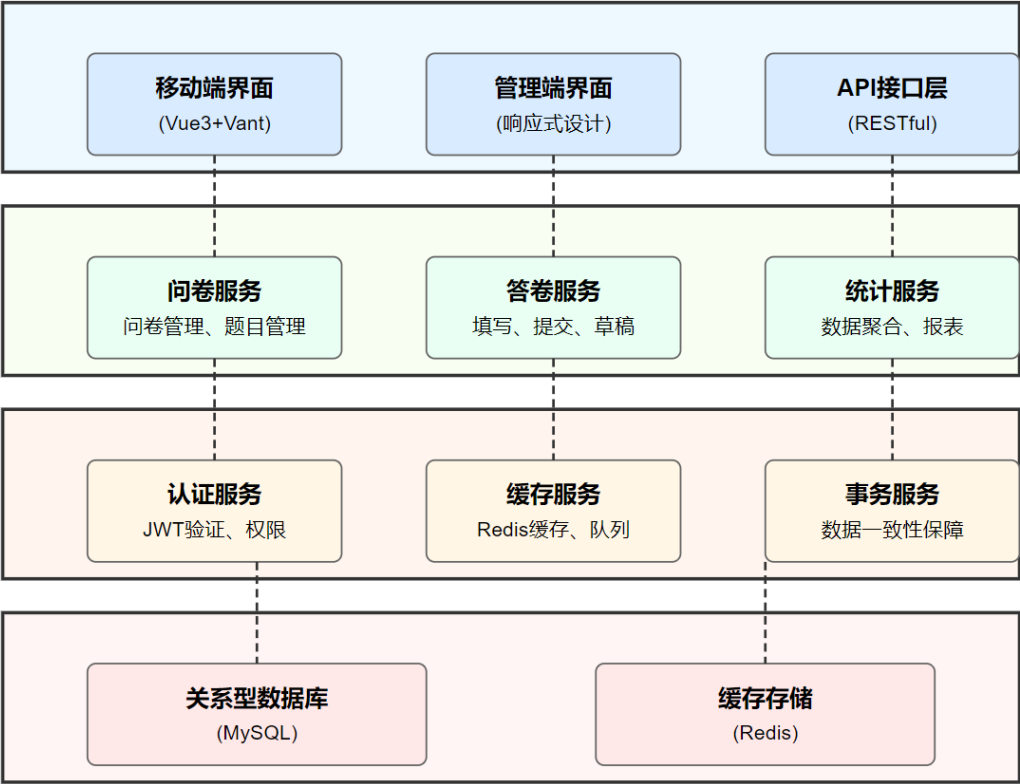 移动端界面
(Vue3+Vant)
管理端界面
(响应式设计)
API接口层
(RESTful)
问卷服务
问卷管理、题目管理
答卷服务
填写、提交、草稿
统计服务
数据聚合、报表
认证服务
JWT验证、权限
缓存服务
Redis缓存、队列
事务服务
数据一致性保障
关系型数据库
(MySQL)
缓存存储
(Redis)